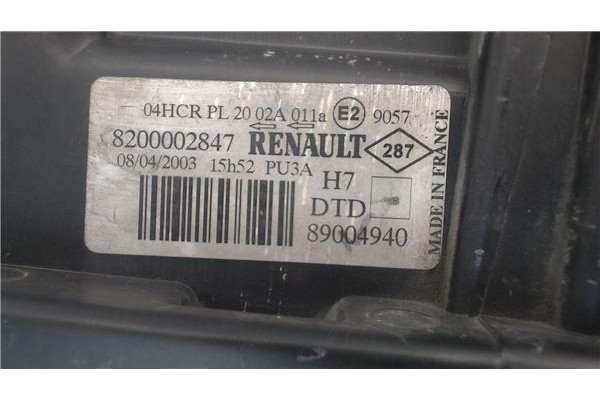 04HCR PL 20 02A 011a E2 9057
8200002847 RENAULT 287
08/04/2003 15h52 PU3A
H7
DTD
89004940
MADE IN FRANCE